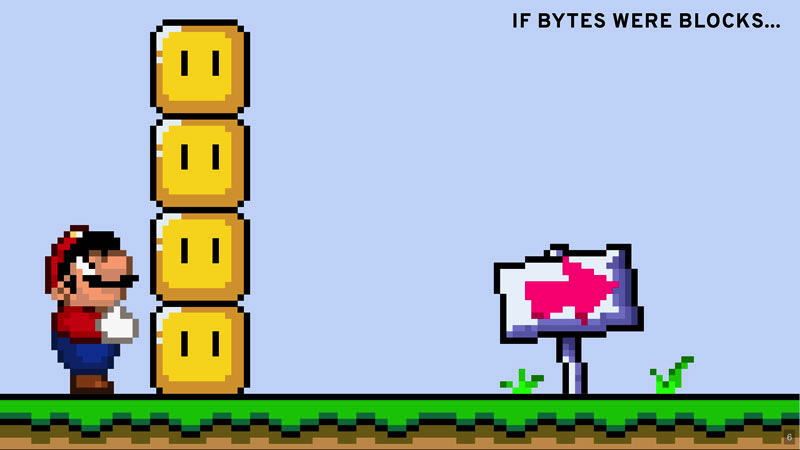 IF BYTES WERE BLOCKS...
6